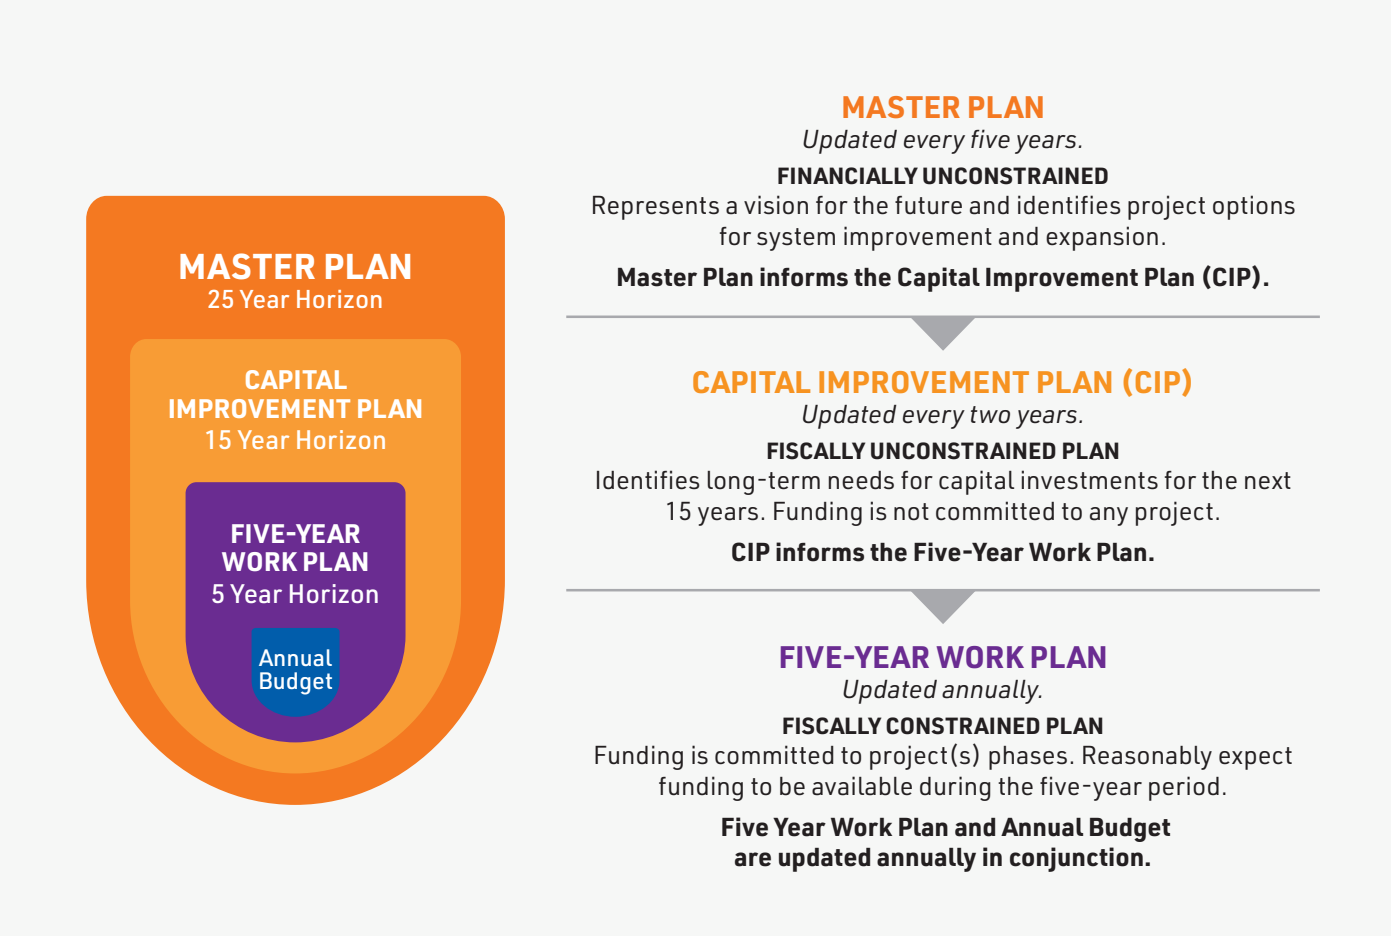 MASTER PLAN
25 Year Horizon
CAPITAL
IMPROVEMENT PLAN
15 Year Horizon
FIVE-YEAR
WORK PLAN
5 Year Horizon
Annual
Budget
MASTER PLAN
Updated every five years.
FINANCIALLY UNCONSTRAINED
Represents a vision for the future and identifies project options
for system improvement and expansion.
Master Plan informs the Capital Improvement Plan (CIP).
CAPITAL IMPROVEMENT PLAN (CIP)
Updated every two years.
FISCALLY UNCONSTRAINED PLAN
Identifies long-term needs for capital investments for the next
15 years. Funding is not committed to any project.
CIP informs the Five-Year Work Plan.
FIVE-YEAR WORK PLAN
Updated annually.
FISCALLY CONSTRAINED PLAN
Funding is committed to project(s) phases. Reasonably expect
funding to be available during the five-year period.
Five Year Work Plan and Annual Budget
are updated annually in conjunction.